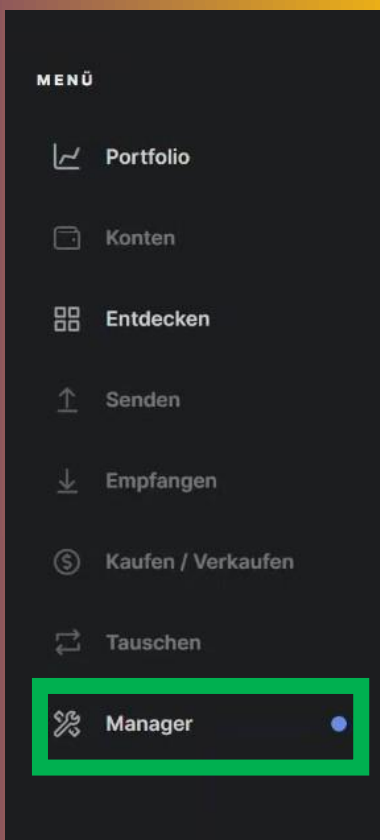 MENÜ
Portfolio
Konten
Entdecken
Senden
Empfangen
Kaufen / Verkaufen
Tauschen
Manager